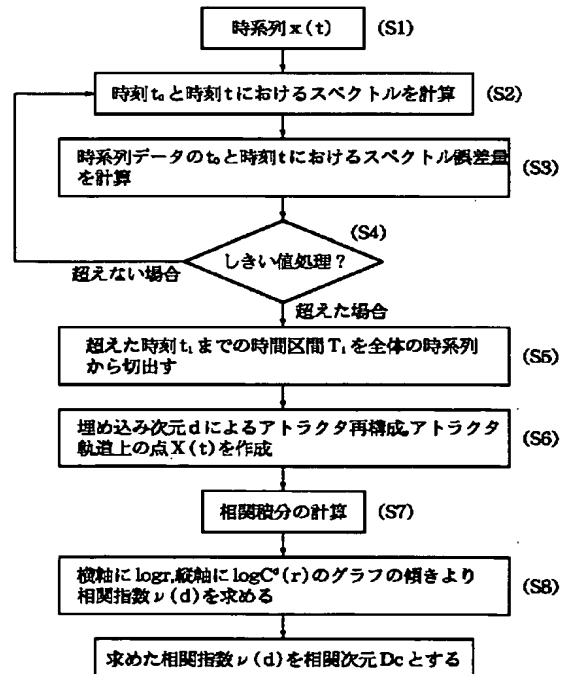 時系列x(t) (S1)
時刻t₀と時刻tにおけるスペクトルを計算 (S2)
時系列データのt₀と時刻tにおけるスペクトル誤差量
を計算 (S3)
(S4)
しきい値処理?
超えない場合
超えた場合
超えた時刻t₁までの時間区間T₁を全体の時系列
から切出す (S5)
埋め込み次元dによるアトラクタ再構成,アトラクタ
軌道上の点X(t)を作成 (S6)
相関積分の計算 (S7)
横軸にlogr,縦軸にlogCᵈ(r)のグラフの傾きより
相関指数ν(d)を求める (S8)
求めた相関指数ν(d)を相関次元Dcとする